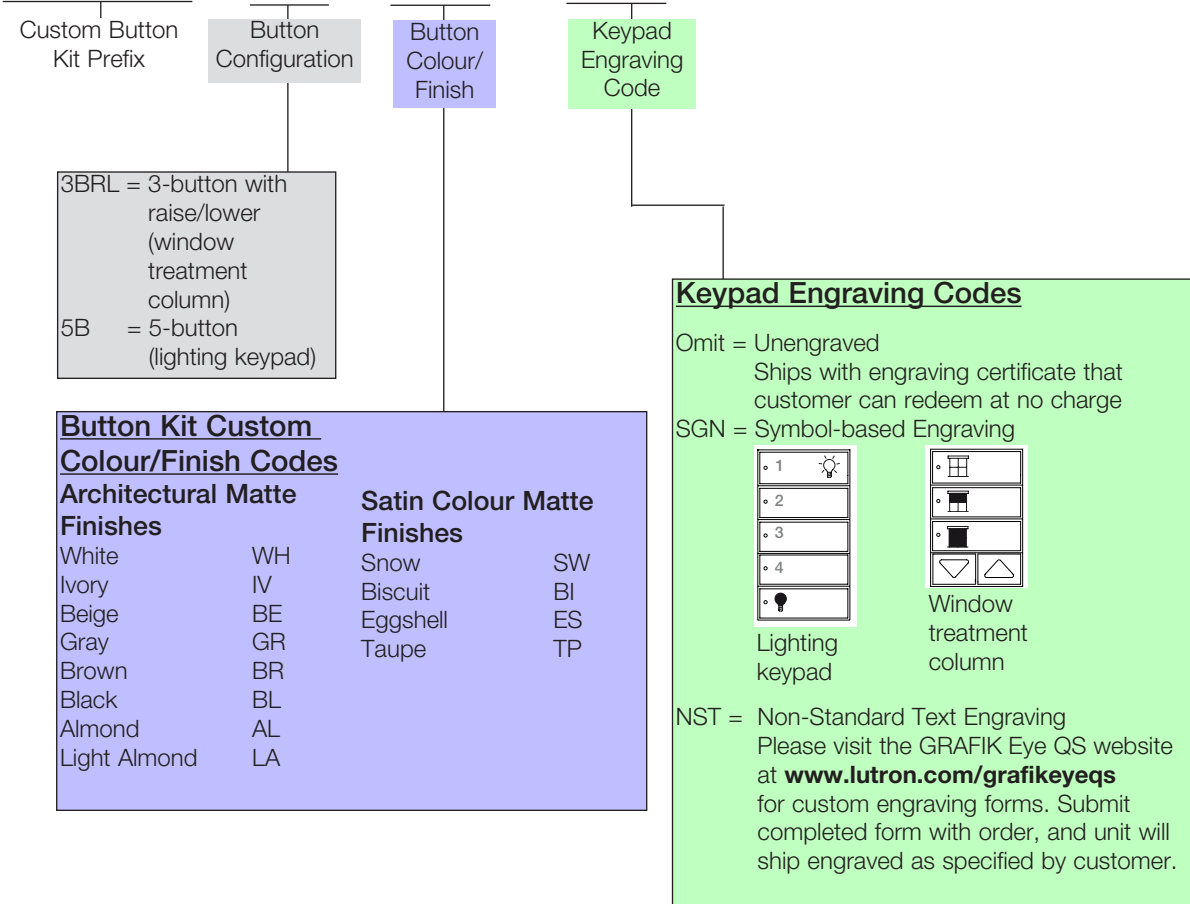 Custom Button
Kit Prefix
Button
Configuration
Button
Colour/
Finish
Keypad
Engraving
Code
3BRL = 3-button with
raise/lower
(window
treatment
column)
5B = 5-button
(lighting keypad)
Button Kit Custom
Colour/Finish Codes
Architectural Matte
Finishes
White WH
Ivory IV
Beige BE
Gray GR
Brown BR
Black BL
Almond AL
Light Almond LA
Satin Colour Matte
Finishes
Snow SW
Biscuit BI
Eggshell ES
Taupe TP
Keypad Engraving Codes
Omit = Unengraved
Ships with engraving certificate that
customer can redeem at no charge
SGN = Symbol-based Engraving
1
2
3
4
Lighting
keypad
Window
treatment
column
NST = Non-Standard Text Engraving
Please visit the GRAFIK Eye QS website
at www.lutron.com/grafikeyeqs
for custom engraving forms. Submit
completed form with order, and unit will
ship engraved as specified by customer.